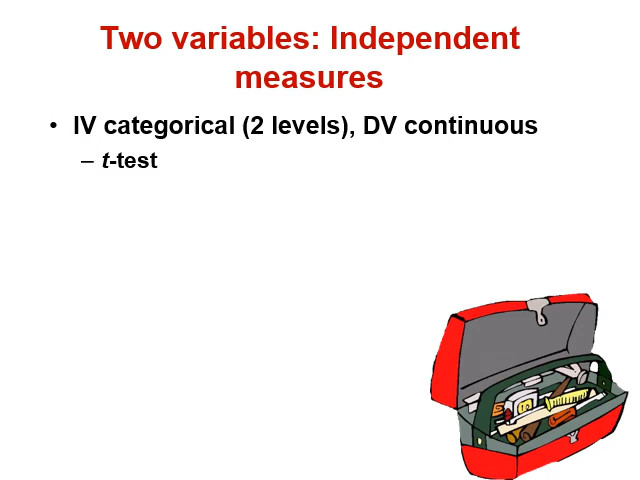 Two variables: Independent
measures
• IV categorical (2 levels), DV continuous
– t-test